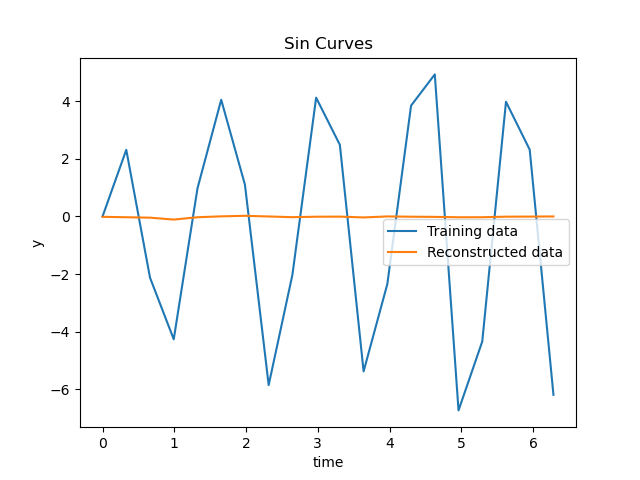 Sin Curves
y
4
2
0
−2
−4
−6
Training data
Reconstructed data
0 1 2 3 4 5 6
time